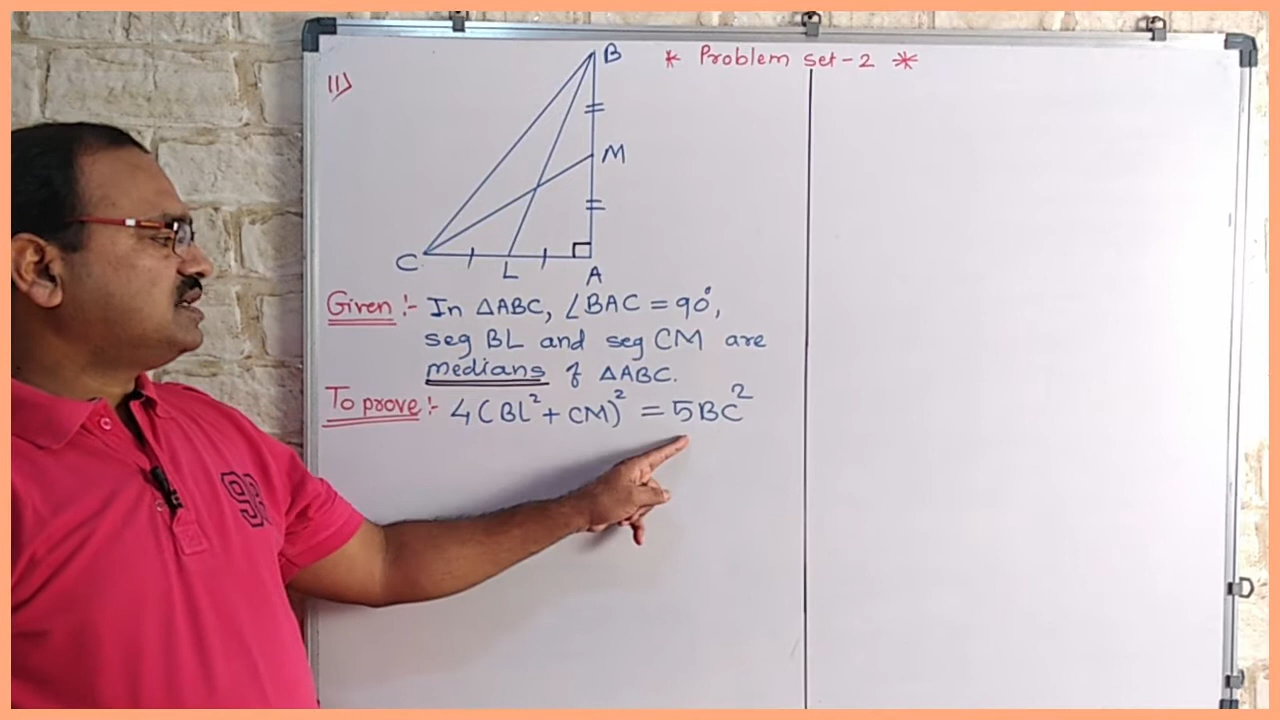 * Problem set-2 *
11)
B
M
C
L
A
Given :- In △ABC, ∠BAC = 90°,
seg BL and seg CM are
medians of △ABC.
To prove :- 4(BL²+ CM)² = 5BC²